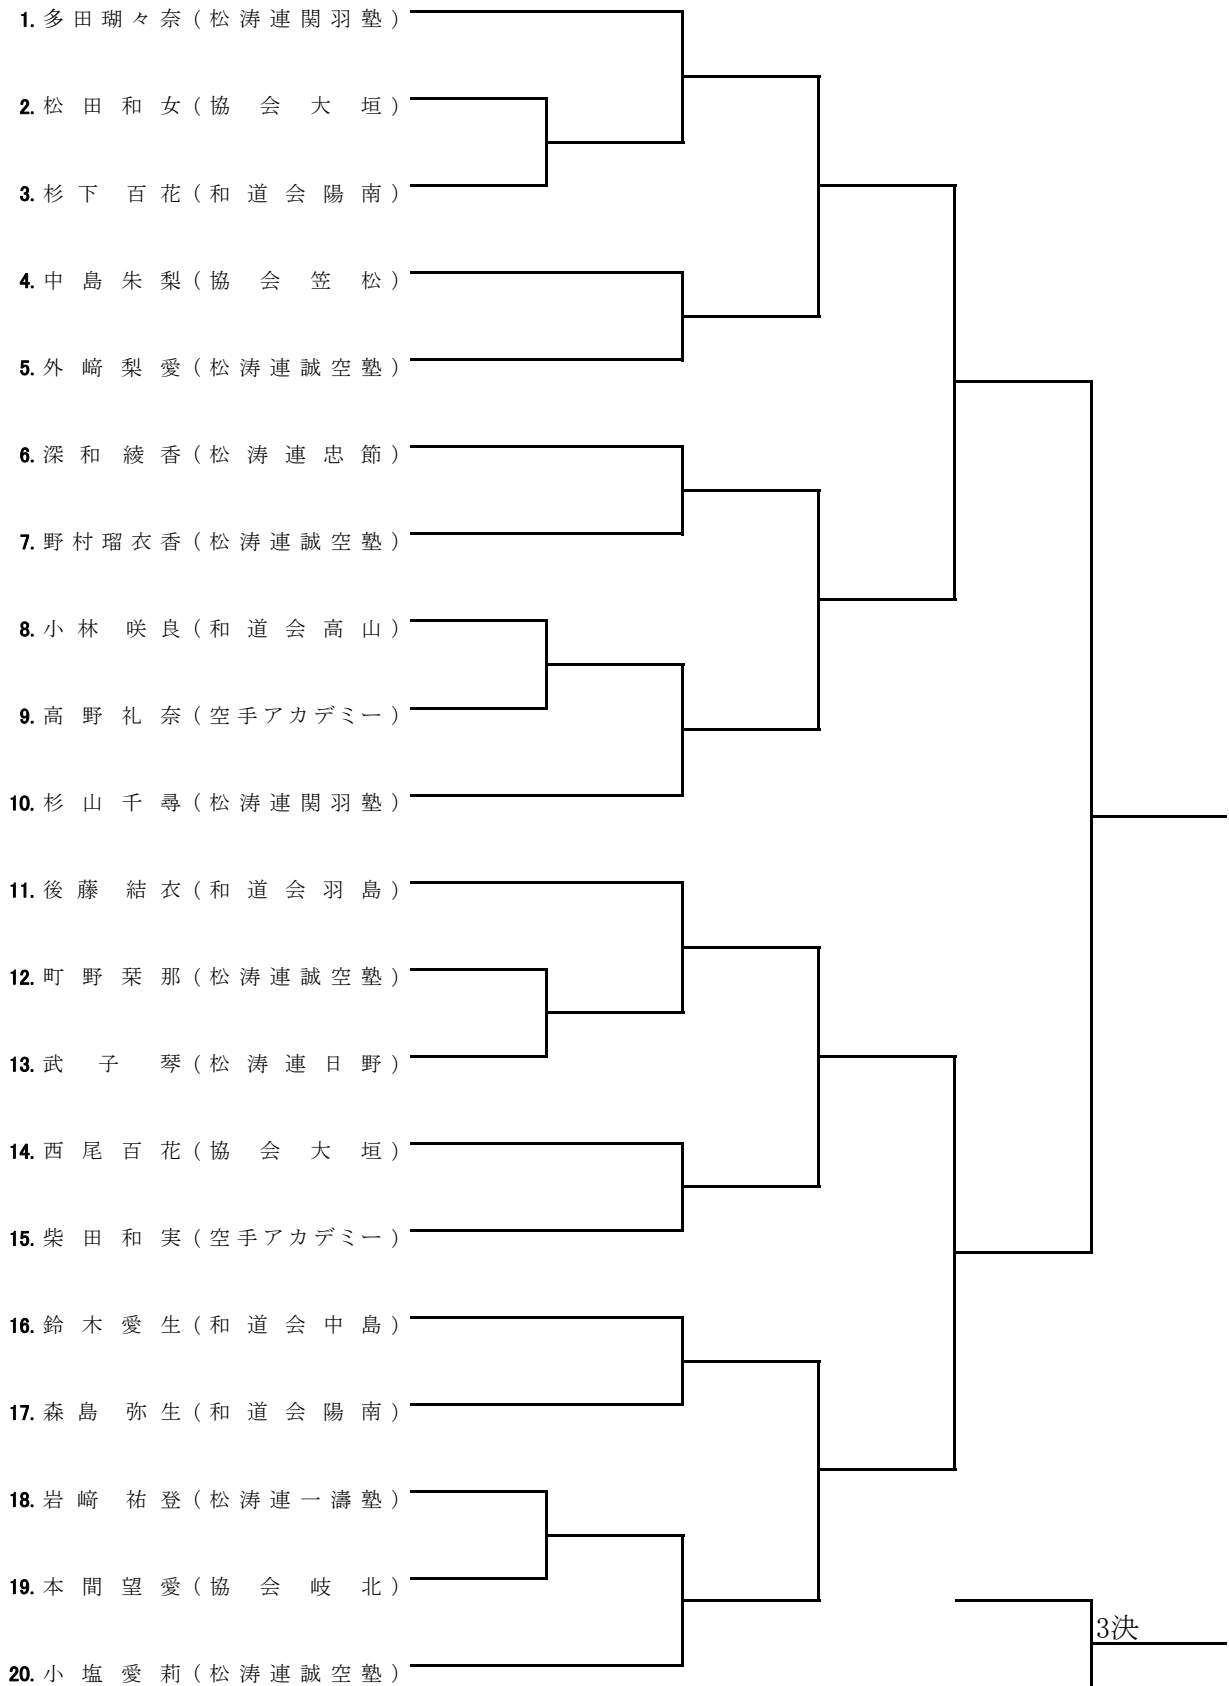 1. 多田瑚々奈(松涛連関羽塾)
2. 松田和女(協会大垣)
3. 杉下百花(和道会陽南)
4. 中島朱梨(協会笠松)
5. 外﨑梨愛(松涛連誠空塾)
6. 深和綾香(松涛連忠節)
7. 野村瑠衣香(松涛連誠空塾)
8. 小林咲良(和道会高山)
9. 高野礼奈(空手アカデミー)
10. 杉山千尋(松涛連関羽塾)
11. 後藤結衣(和道会羽島)
12. 町野栞那(松涛連誠空塾)
13. 武子琴(松涛連日野)
14. 西尾百花(協会大垣)
15. 柴田和実(空手アカデミー)
16. 鈴木愛生(和道会中島)
17. 森島弥生(和道会陽南)
18. 岩﨑祐登(松涛連一濤塾)
19. 本間望愛(協会岐北)
3決
20. 小塩愛莉(松涛連誠空塾)